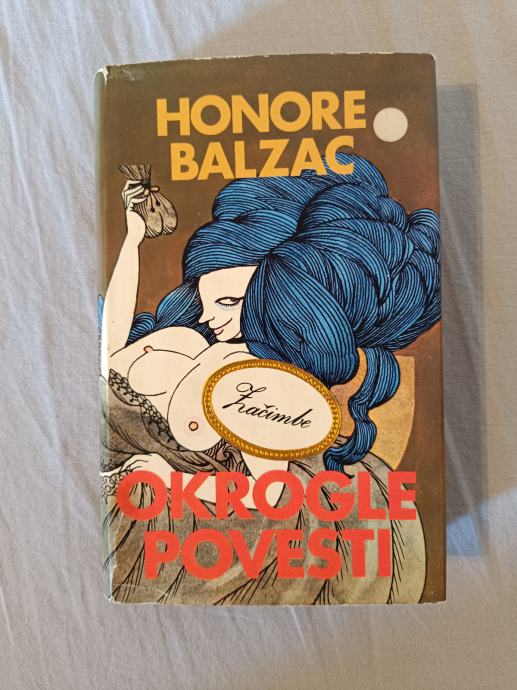 HONORE
BALZAC
Začimbe
OKROGLE
POVESTI